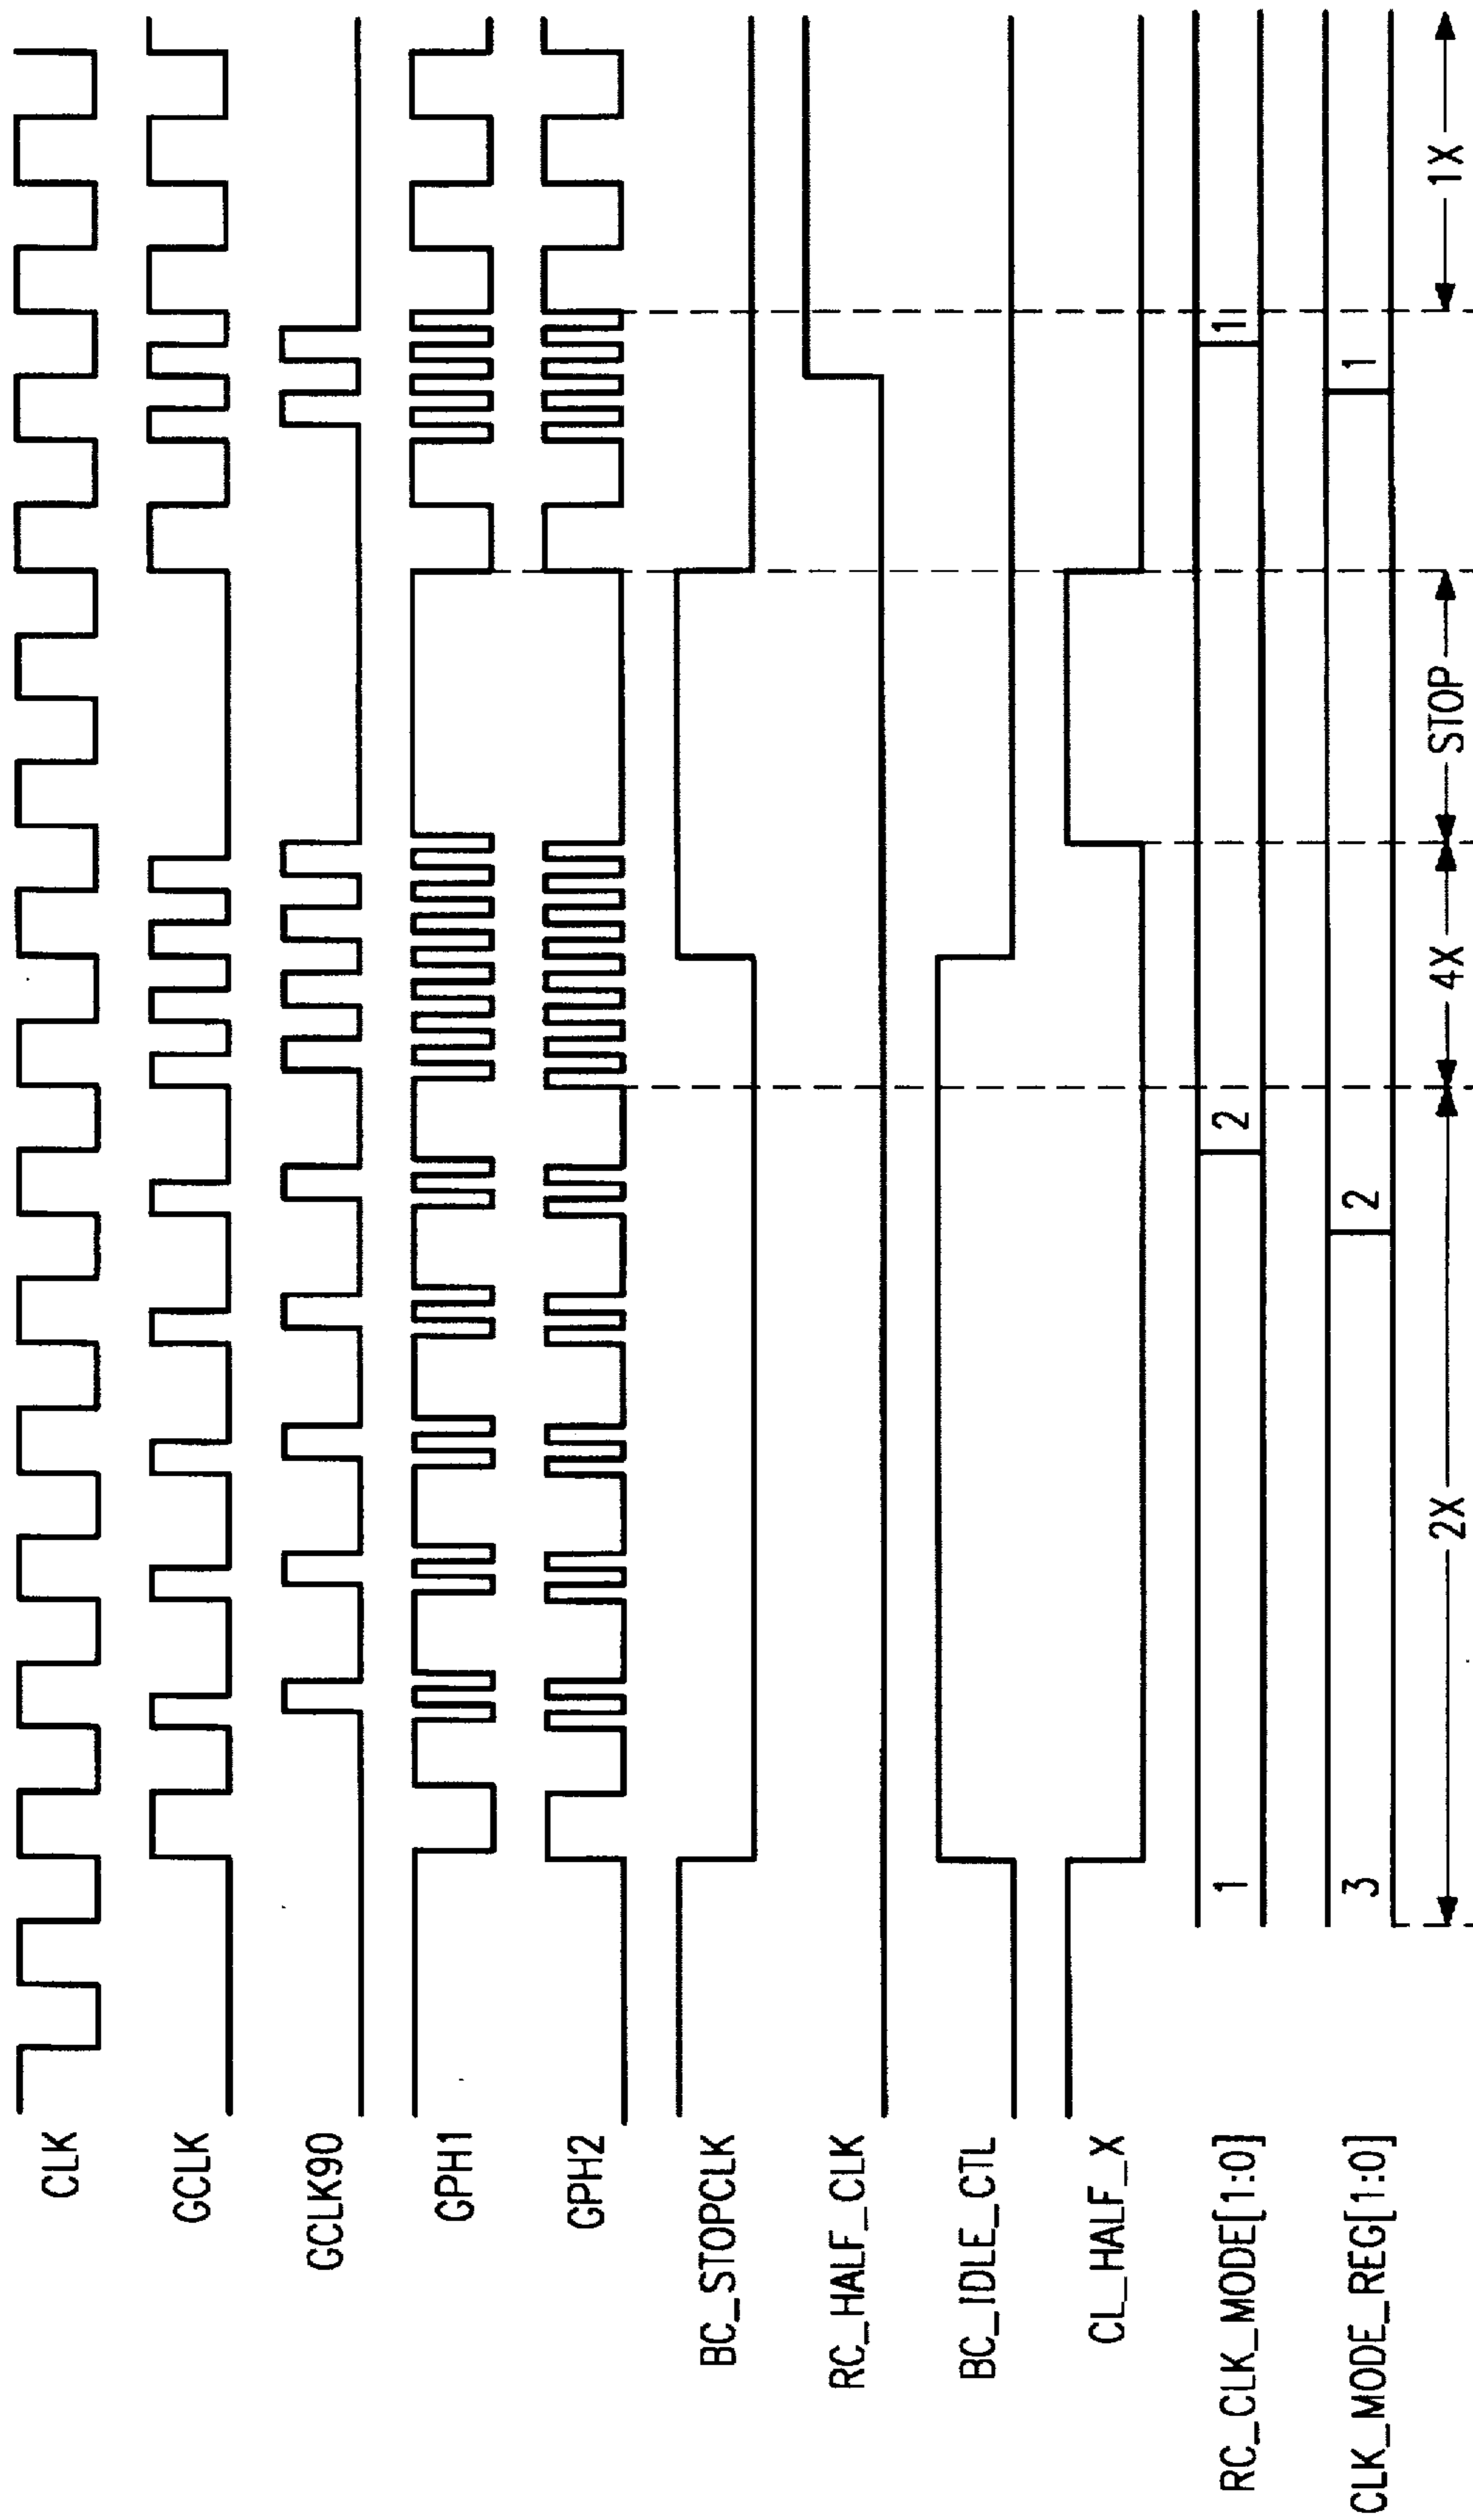 CLK
GCLK
GCLK90
GPH1
GPH2
BC_STOPCLK
RC_HALF_CLK
BC_IDLE_CTL
CL_HALF_X
RC_CLK_MODE[1:0] 1 2 1
CLK_MODE_REG[1:0] 3 2 1
2X 4X STOP 1X